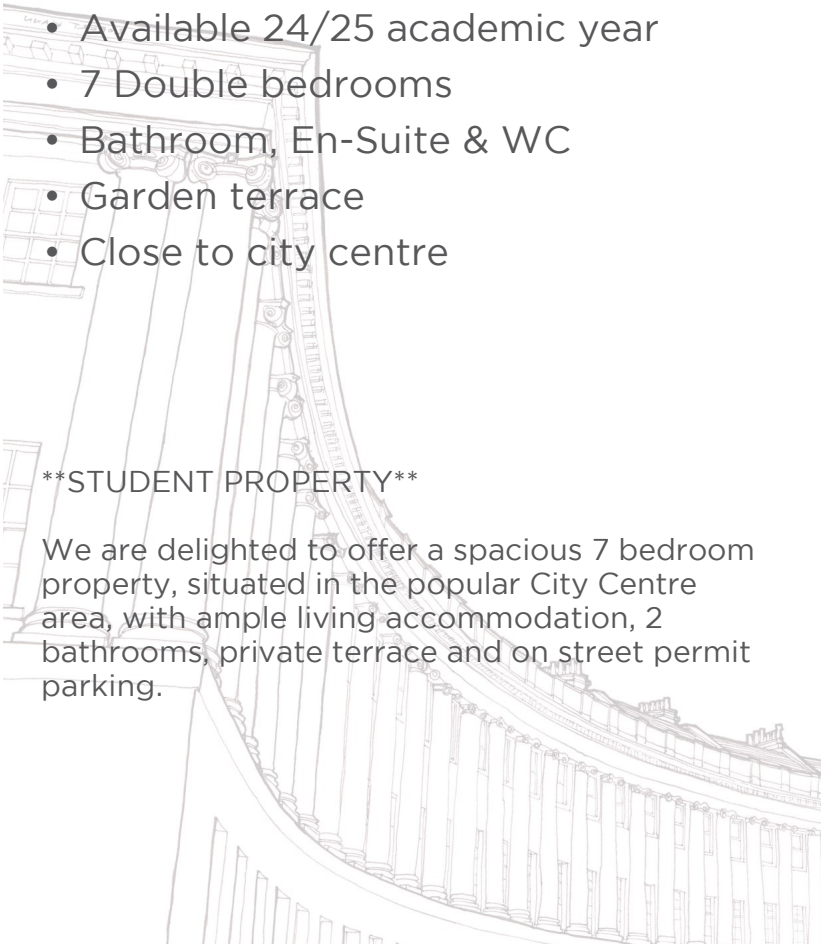 • Available 24/25 academic year
• 7 Double bedrooms
• Bathroom, En-Suite & WC
• Garden terrace
• Close to city centre
**STUDENT PROPERTY**
We are delighted to offer a spacious 7 bedroom
property, situated in the popular City Centre
area, with ample living accommodation, 2
bathrooms, private terrace and on street permit
parking.